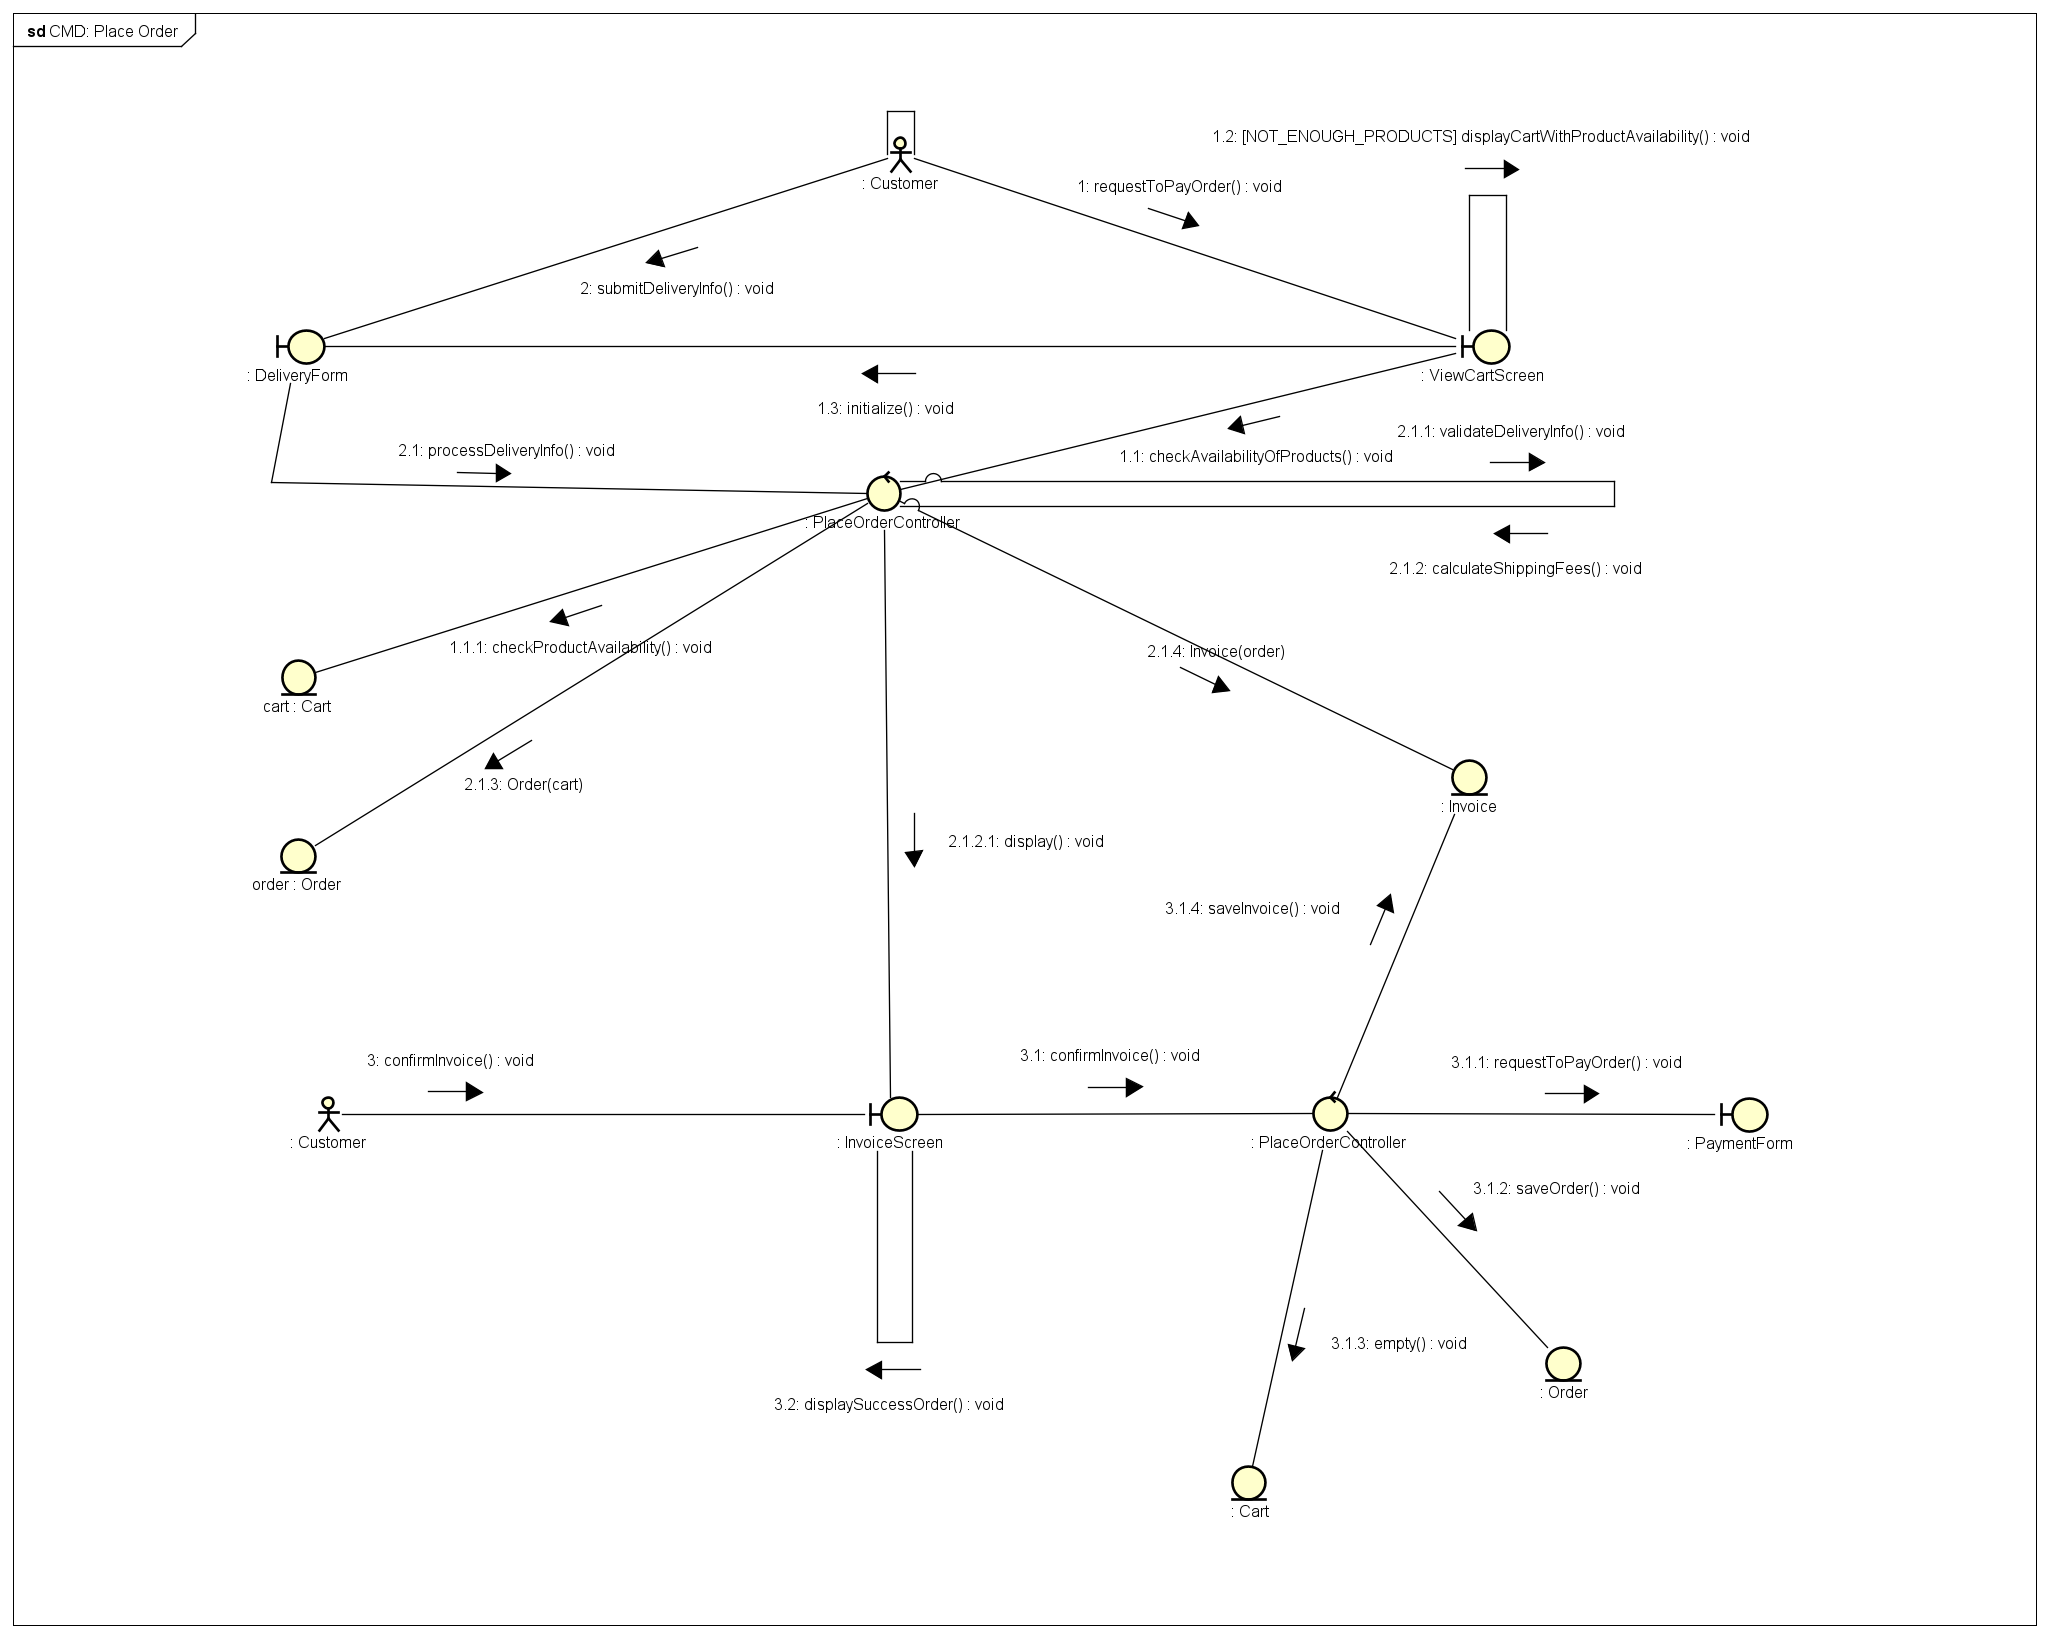 sd CMD: Place Order
1.2: [NOT_ENOUGH_PRODUCTS] displayCartWithProductAvailability() : void
: Customer
1: requestToPayOrder() : void
2: submitDeliveryInfo() : void
: DeliveryForm
: ViewCartScreen
1.3: initialize() : void
2.1.1: validateDeliveryInfo() : void
2.1: processDeliveryInfo() : void
1.1: checkAvailabilityOfProducts() : void
: PlaceOrderController
2.1.2: calculateShippingFees() : void
1.1.1: checkProductAvailability() : void
2.1.4: Invoice(order)
cart : Cart
2.1.3: Order(cart)
: Invoice
2.1.2.1: display() : void
order : Order
3.1.4: saveInvoice() : void
3: confirmInvoice() : void
3.1: confirmInvoice() : void
3.1.1: requestToPayOrder() : void
: Customer
: InvoiceScreen
: PlaceOrderController
: PaymentForm
3.1.2: saveOrder() : void
3.1.3: empty() : void
: Order
3.2: displaySuccessOrder() : void
: Cart